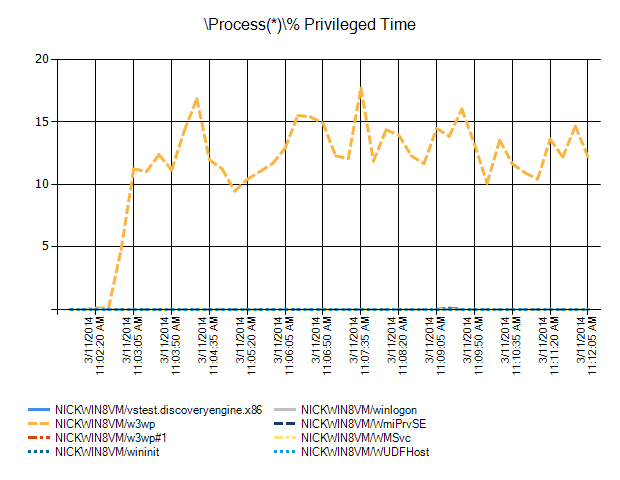 \Process(*)\% Privileged Time
20
15
10
5
3/11/2014
11:02:20 AM
3/11/2014
11:03:05 AM
3/11/2014
11:03:50 AM
3/11/2014
11:04:35 AM
3/11/2014
11:05:20 AM
3/11/2014
11:06:05 AM
3/11/2014
11:06:50 AM
3/11/2014
11:07:35 AM
3/11/2014
11:08:20 AM
3/11/2014
11:09:05 AM
3/11/2014
11:09:50 AM
3/11/2014
11:10:35 AM
3/11/2014
11:11:20 AM
3/11/2014
11:12:05 AM
NICKWIN8VM/vstest.discoveryengine.x86
NICKWIN8VM/winlogon
NICKWIN8VM/w3wp
NICKWIN8VM/WmiPrvSE
NICKWIN8VM/w3wp#1
NICKWIN8VM/WMSvc
NICKWIN8VM/wininit
NICKWIN8VM/WUDFHost